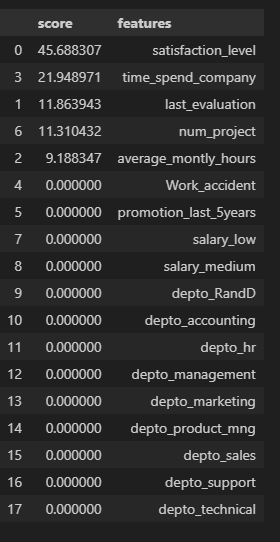 score features
0 45.688307 satisfaction_level
3 21.948971 time_spend_company
1 11.863943 last_evaluation
6 11.310432 num_project
2 9.188347 average_montly_hours
4 0.000000 Work_accident
5 0.000000 promotion_last_5years
7 0.000000 salary_low
8 0.000000 salary_medium
9 0.000000 depto_RandD
10 0.000000 depto_accounting
11 0.000000 depto_hr
12 0.000000 depto_management
13 0.000000 depto_marketing
14 0.000000 depto_product_mng
15 0.000000 depto_sales
16 0.000000 depto_support
17 0.000000 depto_technical